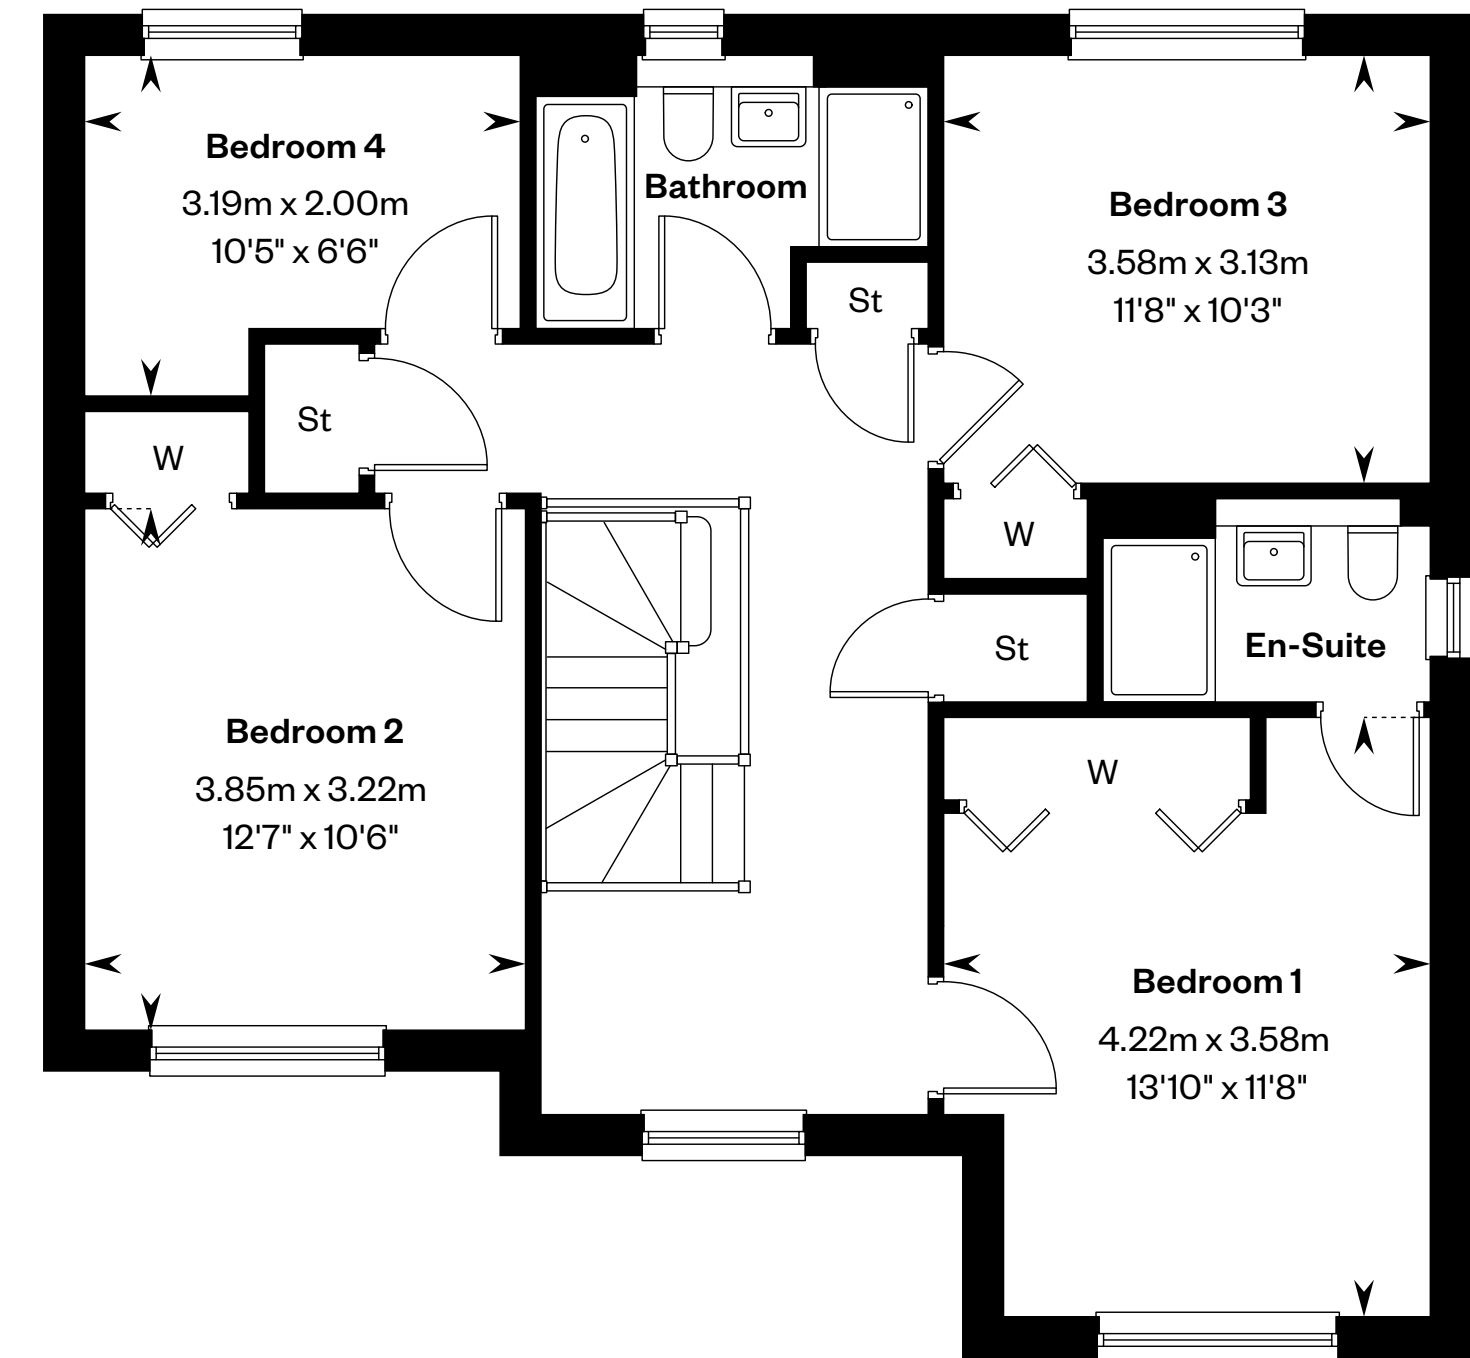 Bedroom 4
3.19m x 2.00m
10'5" x 6'6"
Bathroom
Bedroom 3
3.58m x 3.13m
11'8" x 10'3"
St
St
W
W
En-Suite
St
Bedroom 2
3.85m x 3.22m
12'7" x 10'6"
W
Bedroom 1
4.22m x 3.58m
13'10" x 11'8"